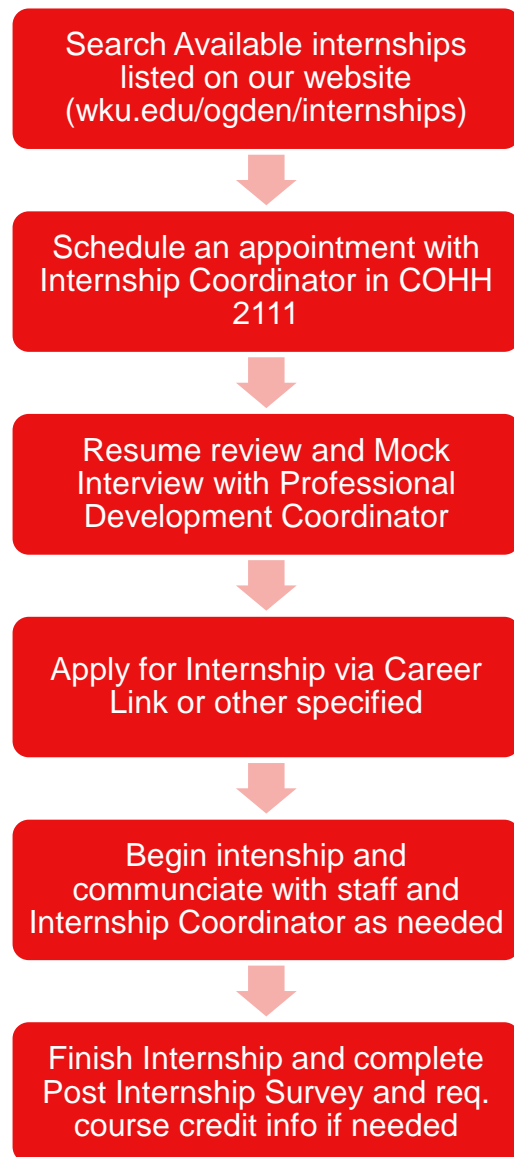 Search Available internships
listed on our website
(wku.edu/ogden/internships)
Schedule an appointment with
Internship Coordinator in COHH
2111
Resume review and Mock
Interview with Professional
Development Coordinator
Apply for Internship via Career
Link or other specified
Begin intenship and
communciate with staff and
Internship Coordinator as needed
Finish Internship and complete
Post Internship Survey and req.
course credit info if needed